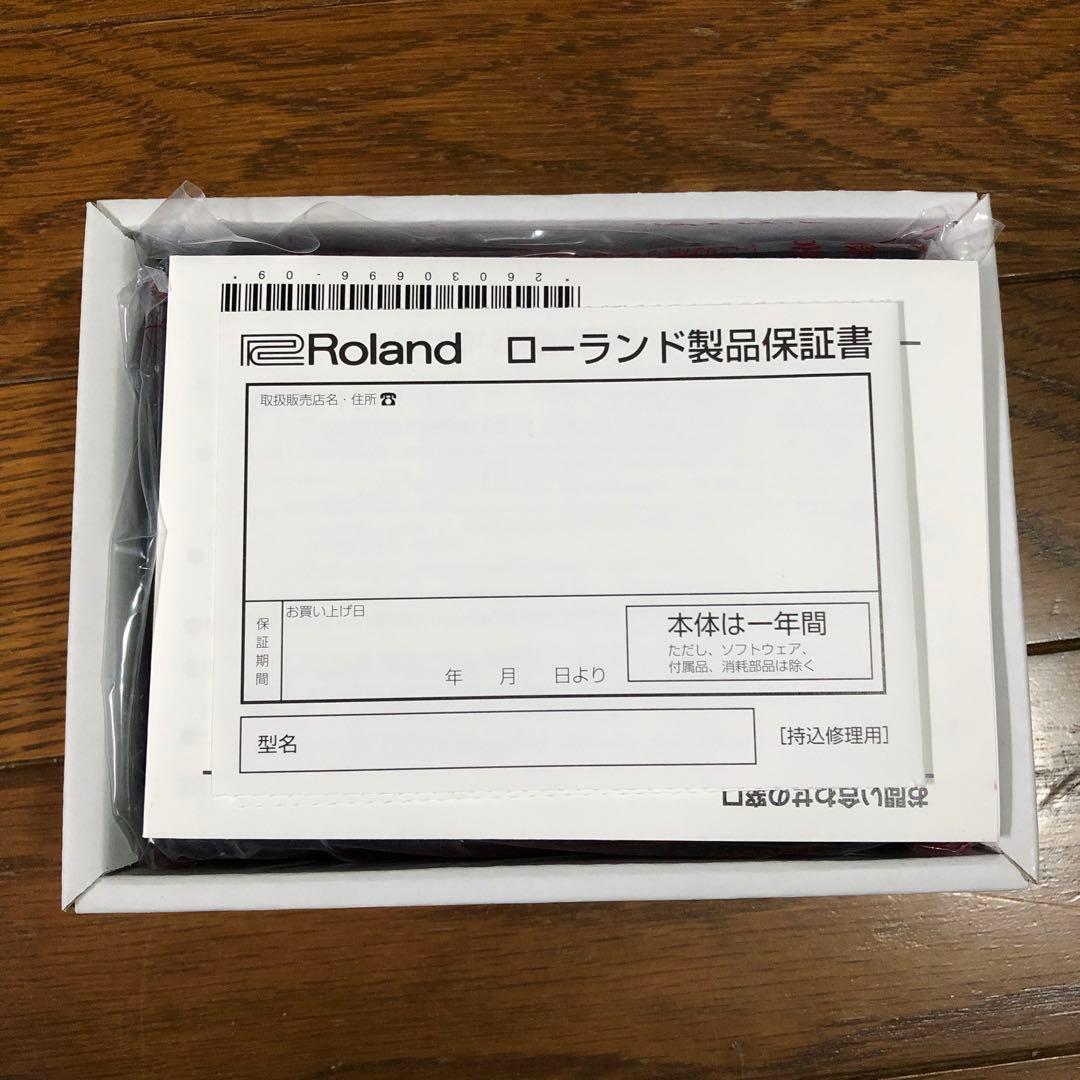 *26030696-09*
Roland ローランド製品保証書
取扱販売店名・住所☎
お買い上げ日
保証期間
年 月 日より
本体は一年間
ただし、ソフトウェア、
付属品、消耗部品は除く
型名
[持込修理用]
お問い合わせの窓口